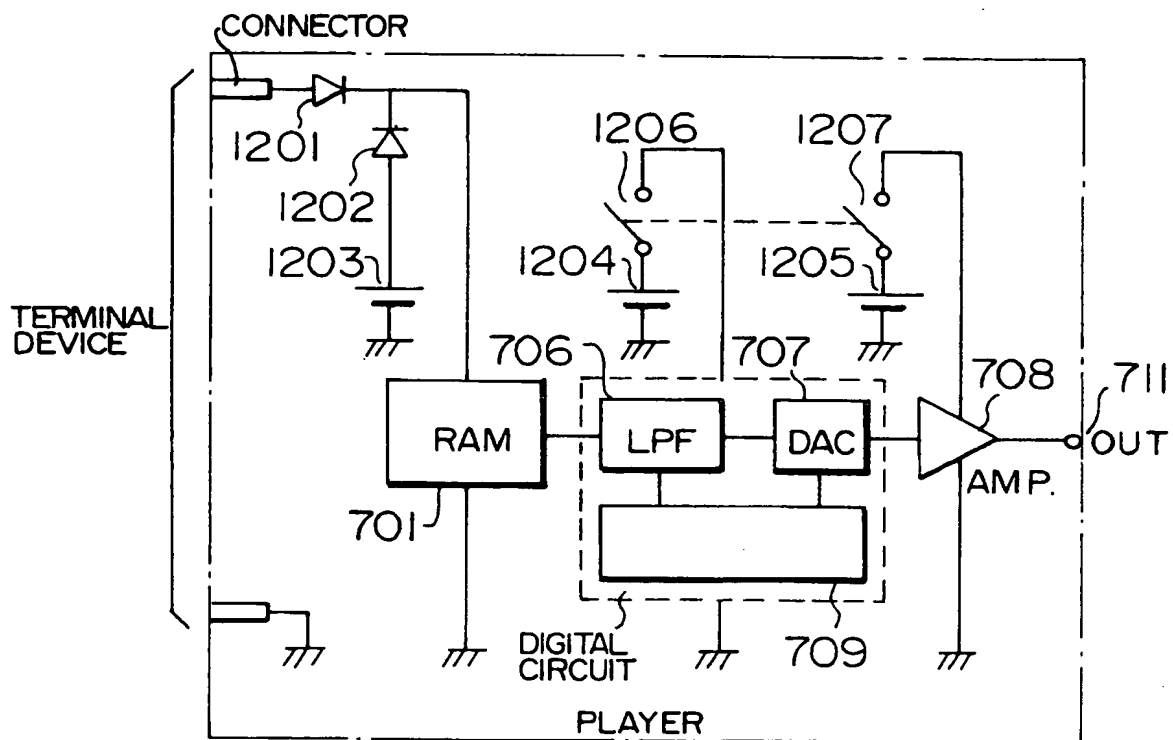 CONNECTOR
1201
1202
1203
1206
1207
1204
1205
TERMINAL
DEVICE
706
707
708
711
RAM
LPF
DAC
OUT
AMP.
701
DIGITAL
CIRCUIT
709
PLAYER